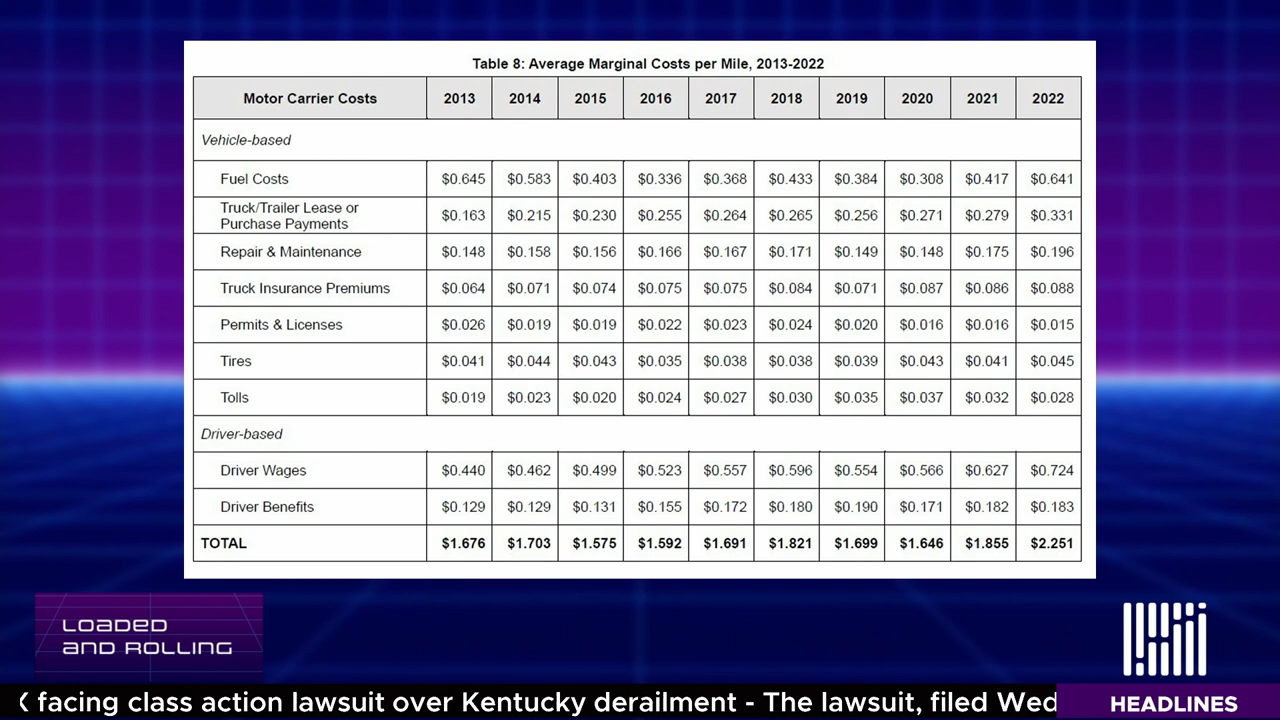 Table 8: Average Marginal Costs per Mile, 2013-2022
Motor Carrier Costs 2013 2014 2015 2016 2017 2018 2019 2020 2021 2022
Vehicle-based
Fuel Costs $0.645 $0.583 $0.403 $0.336 $0.368 $0.433 $0.384 $0.308 $0.417 $0.641
Truck/Trailer Lease or
Purchase Payments $0.163 $0.215 $0.230 $0.255 $0.264 $0.265 $0.256 $0.271 $0.279 $0.331
Repair & Maintenance $0.148 $0.158 $0.156 $0.166 $0.167 $0.171 $0.149 $0.148 $0.175 $0.196
Truck Insurance Premiums $0.064 $0.071 $0.074 $0.075 $0.075 $0.084 $0.071 $0.087 $0.086 $0.088
Permits & Licenses $0.026 $0.019 $0.019 $0.022 $0.023 $0.024 $0.020 $0.016 $0.016 $0.015
Tires $0.041 $0.044 $0.043 $0.035 $0.038 $0.038 $0.039 $0.043 $0.041 $0.045
Tolls $0.019 $0.023 $0.020 $0.024 $0.027 $0.030 $0.035 $0.037 $0.032 $0.028
Driver-based
Driver Wages $0.440 $0.462 $0.499 $0.523 $0.557 $0.596 $0.554 $0.566 $0.627 $0.724
Driver Benefits $0.129 $0.129 $0.131 $0.155 $0.172 $0.180 $0.190 $0.171 $0.182 $0.183
TOTAL $1.676 $1.703 $1.575 $1.592 $1.691 $1.821 $1.699 $1.646 $1.855 $2.251
LOADED
AND ROLLING
facing class action lawsuit over Kentucky derailment - The lawsuit, filed Wed
HEADLINES